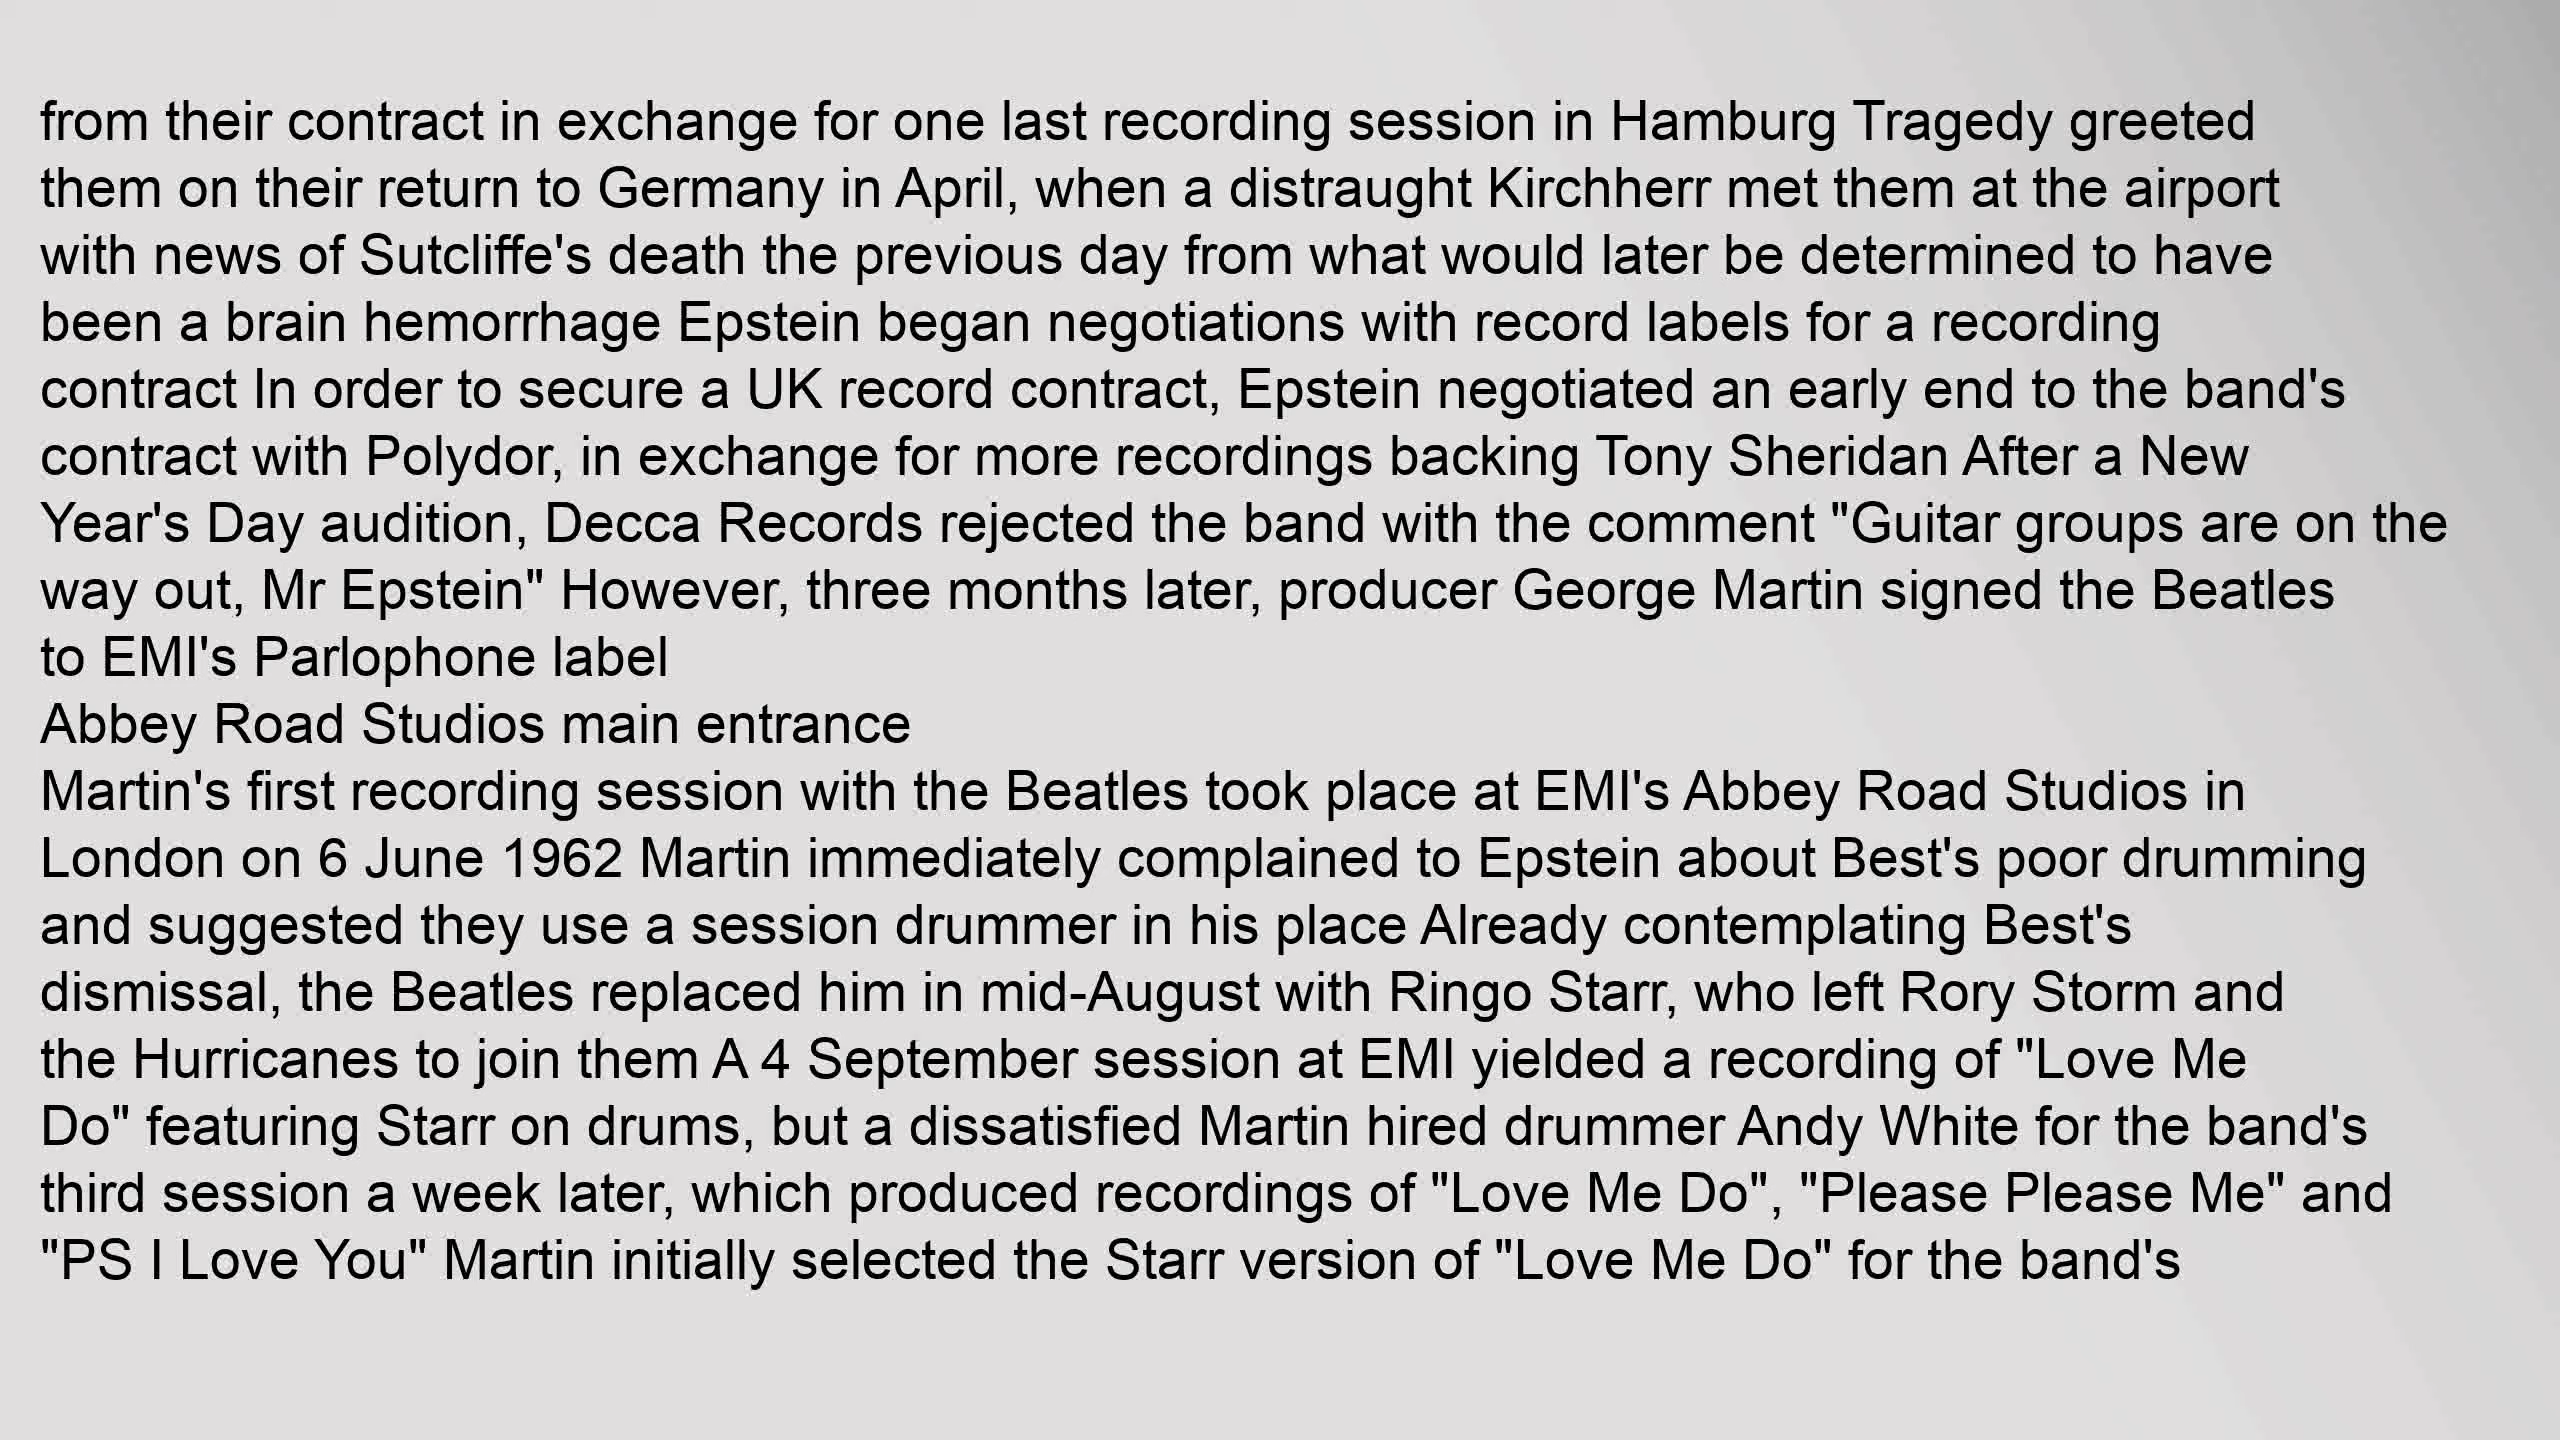 from their contract in exchange for one last recording session in Hamburg Tragedy greeted
them on their return to Germany in April, when a distraught Kirchherr met them at the airport
with news of Sutcliffe's death the previous day from what would later be determined to have
been a brain hemorrhage Epstein began negotiations with record labels for a recording
contract In order to secure a UK record contract, Epstein negotiated an early end to the band's
contract with Polydor, in exchange for more recordings backing Tony Sheridan After a New
Year's Day audition, Decca Records rejected the band with the comment "Guitar groups are on the
way out, Mr Epstein" However, three months later, producer George Martin signed the Beatles
to EMI's Parlophone label
Abbey Road Studios main entrance
Martin's first recording session with the Beatles took place at EMI's Abbey Road Studios in
London on 6 June 1962 Martin immediately complained to Epstein about Best's poor drumming
and suggested they use a session drummer in his place Already contemplating Best's
dismissal, the Beatles replaced him in mid-August with Ringo Starr, who left Rory Storm and
the Hurricanes to join them A 4 September session at EMI yielded a recording of "Love Me
Do" featuring Starr on drums, but a dissatisfied Martin hired drummer Andy White for the band's
third session a week later, which produced recordings of "Love Me Do", "Please Please Me" and
"PS I Love You" Martin initially selected the Starr version of "Love Me Do" for the band's